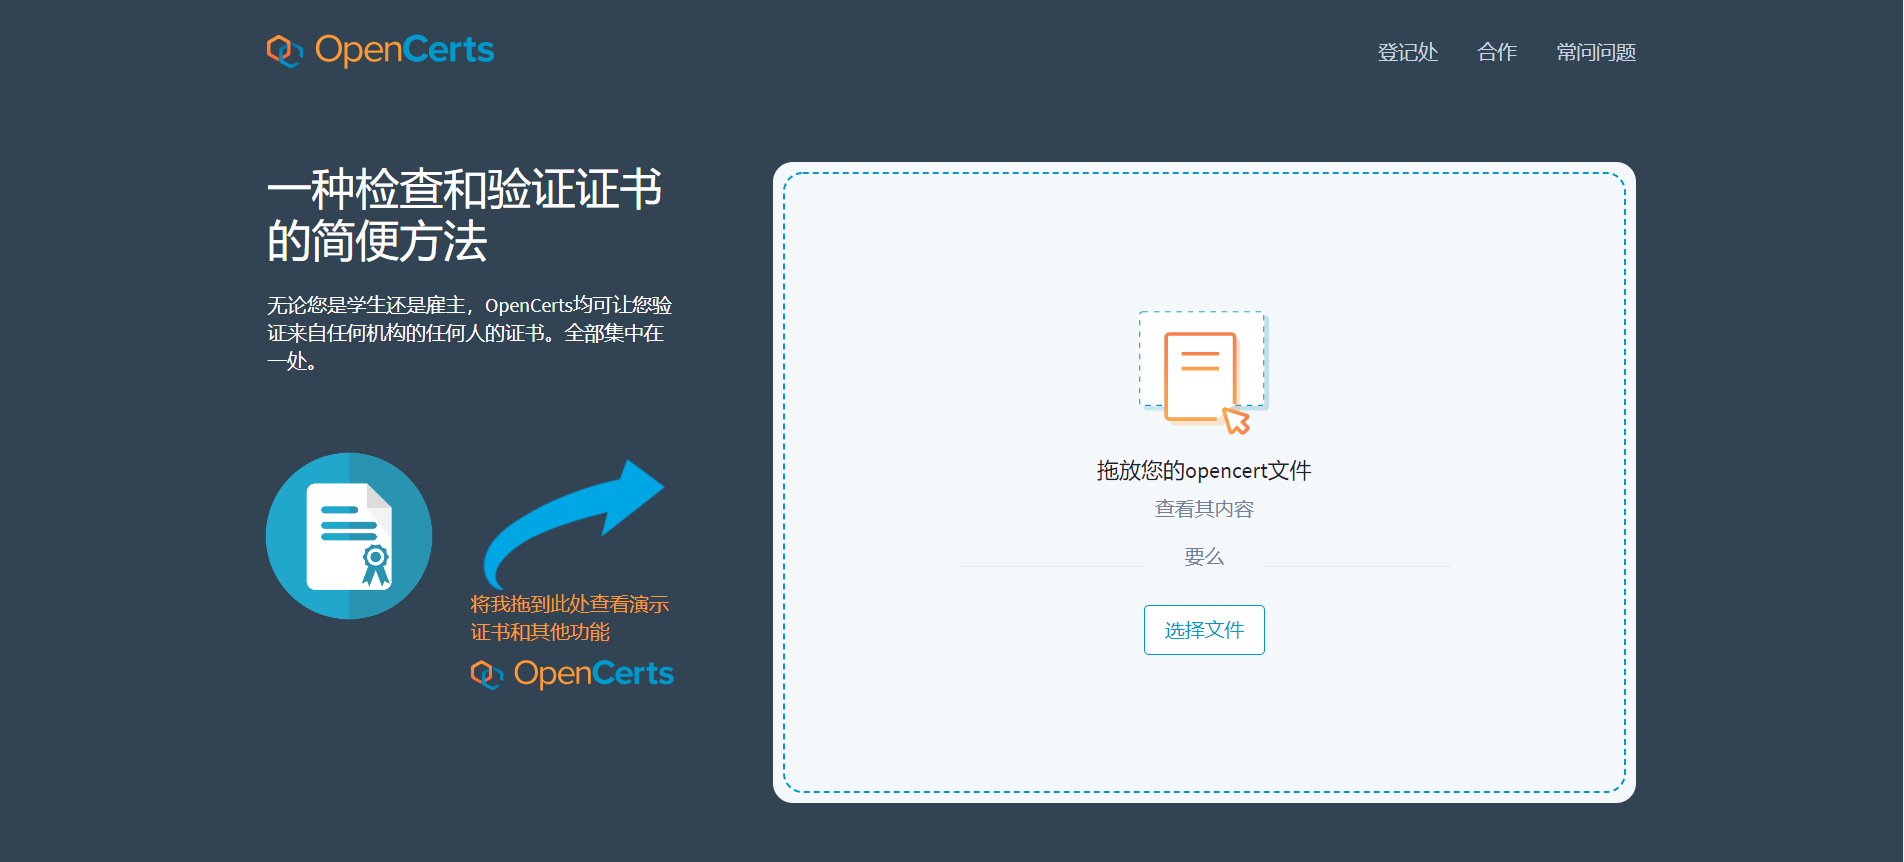 OpenCerts
登记处 合作 常问问题
一种检查和验证证书
的简便方法
无论您是学生还是雇主，OpenCerts均可让您验
证来自任何机构的任何人的证书。全部集中在
一处。
将我拖到此处查看演示
证书和其他功能
OpenCerts
拖放您的opencert文件
查看其内容
要么
选择文件